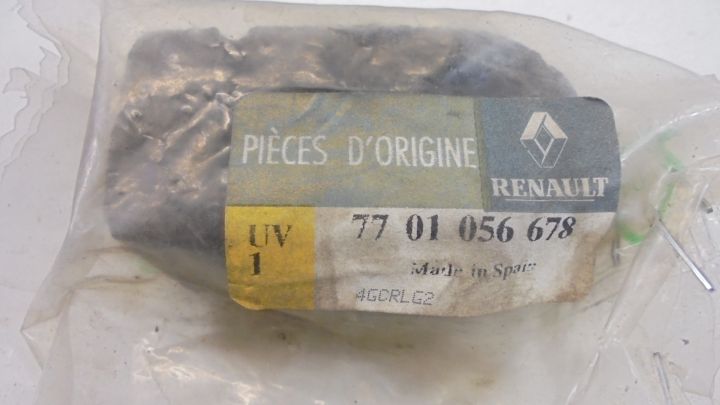 PIÈCES D'ORIGINE
RENAULT
UV
1
77 01 056 678
Made in Spain
4GCRLG2